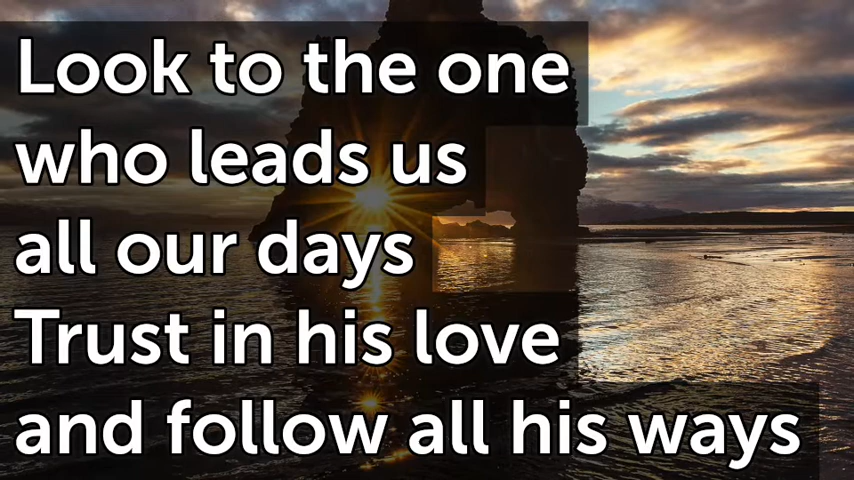 Look to the one
who leads us
all our days
Trust in his love
and follow all his ways